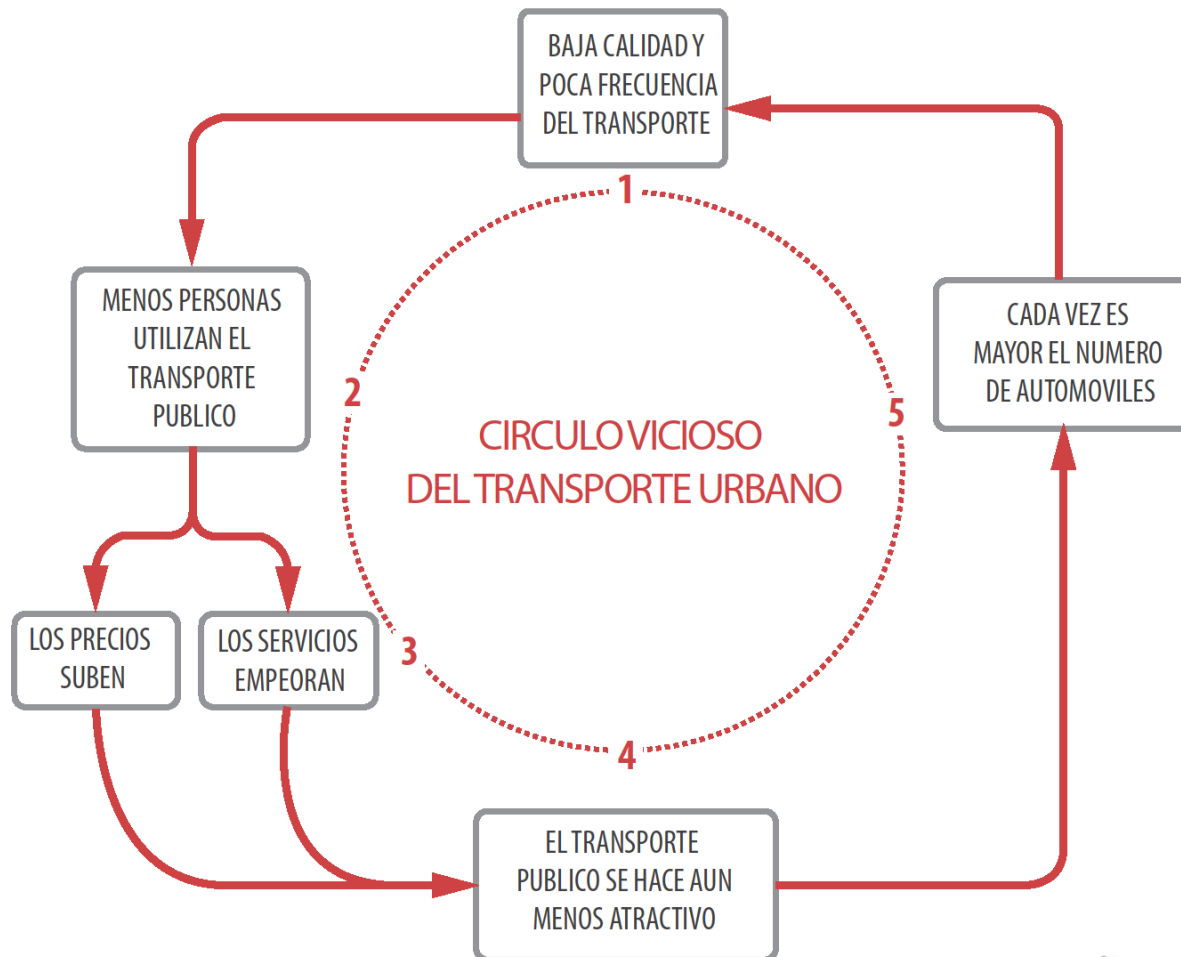 BAJA CALIDAD Y
POCA FRECUENCIA
DEL TRANSPORTE
1
MENOS PERSONAS
UTILIZAN EL
TRANSPORTE
PUBLICO
2
LOS PRECIOS
SUBEN
LOS SERVICIOS
EMPEORAN
3
EL TRANSPORTE
PUBLICO SE HACE AUN
MENOS ATRACTIVO
4
CADA VEZ ES
MAYOR EL NUMERO
DE AUTOMOVILES
5
CIRCULO VICIOSO
DEL TRANSPORTE URBANO